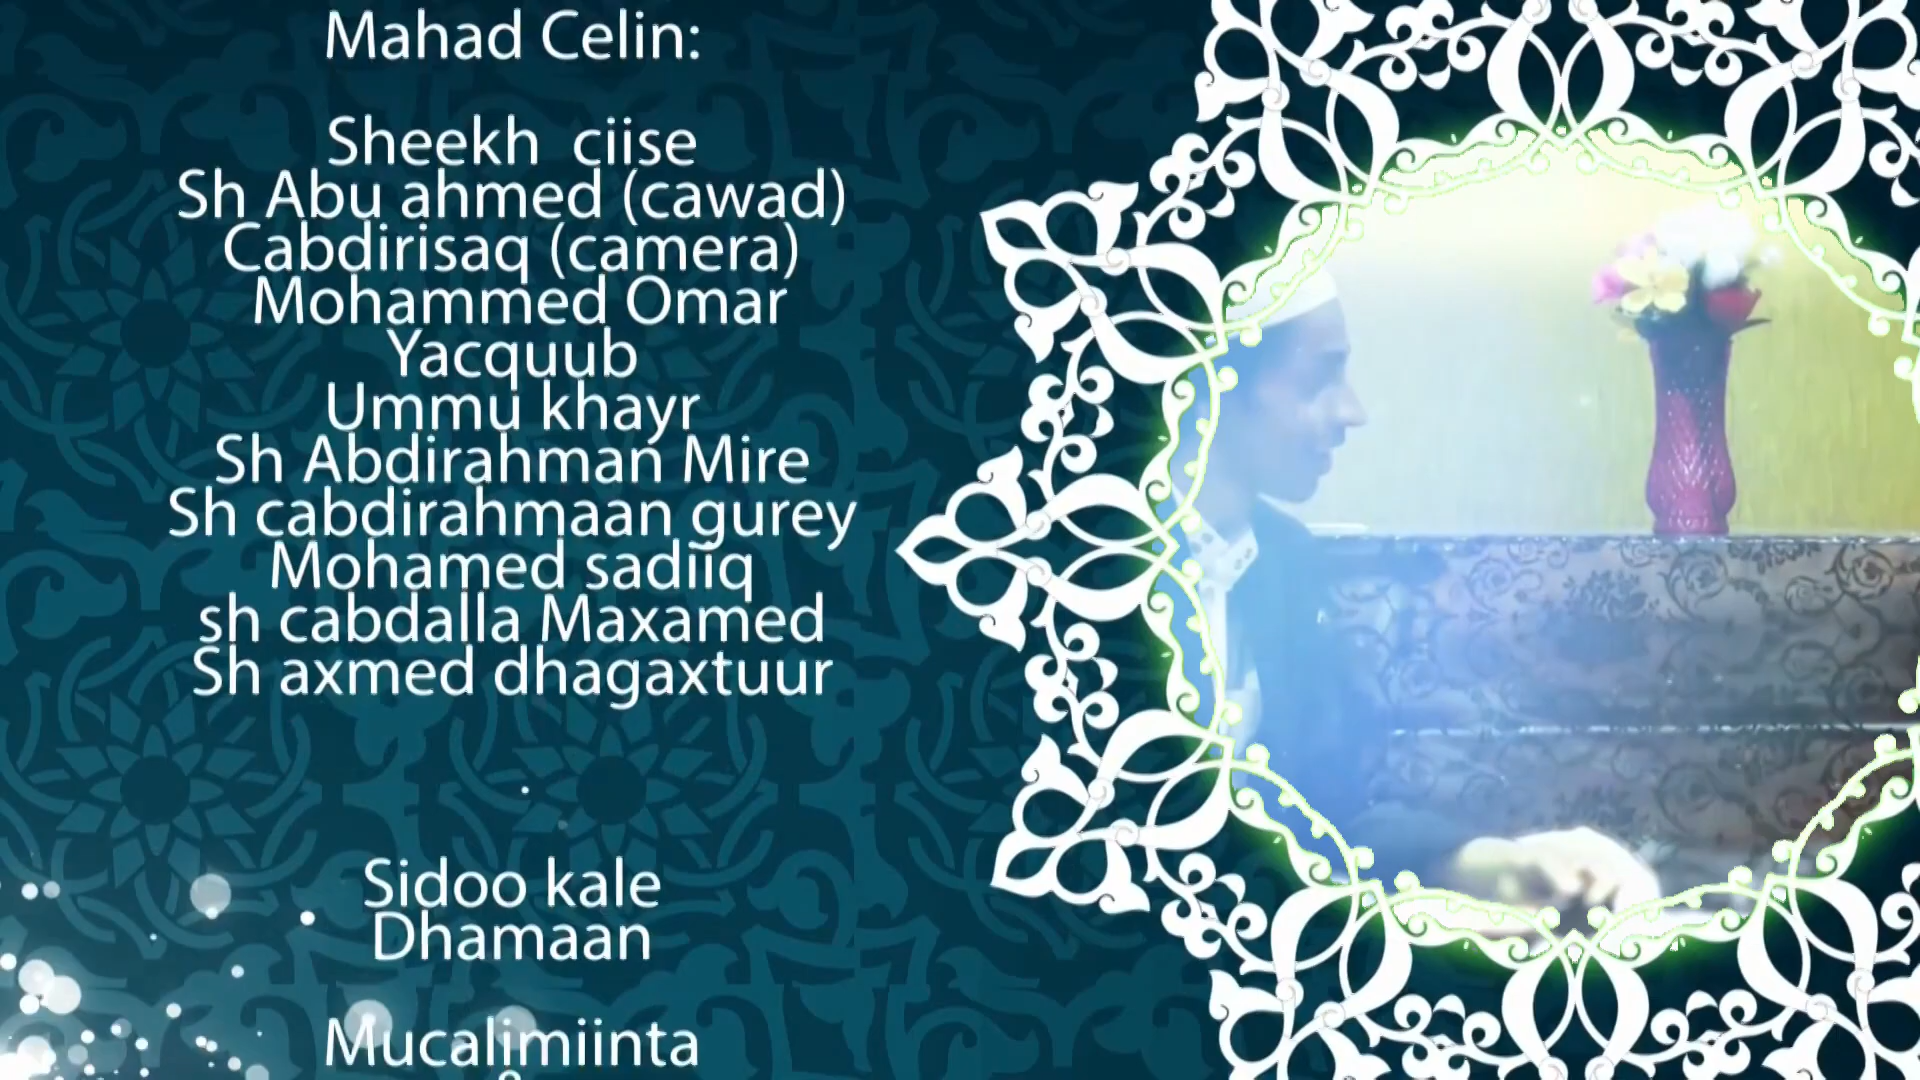 Mahad Celin:
Sheekh ciise
Sh Abu ahmed (cawad)
Cabdirisaq (camera)
Mohammed Omar
Yacquub
Ummu khayr
Sh Abdirahman Mire
Sh cabdirahmaan gurey
Mohamed sadiiq
sh cabdalla Maxamed
Sh axmed dhagaxtuur
Sidoo kale
Dhamaan
Mucalimiinta